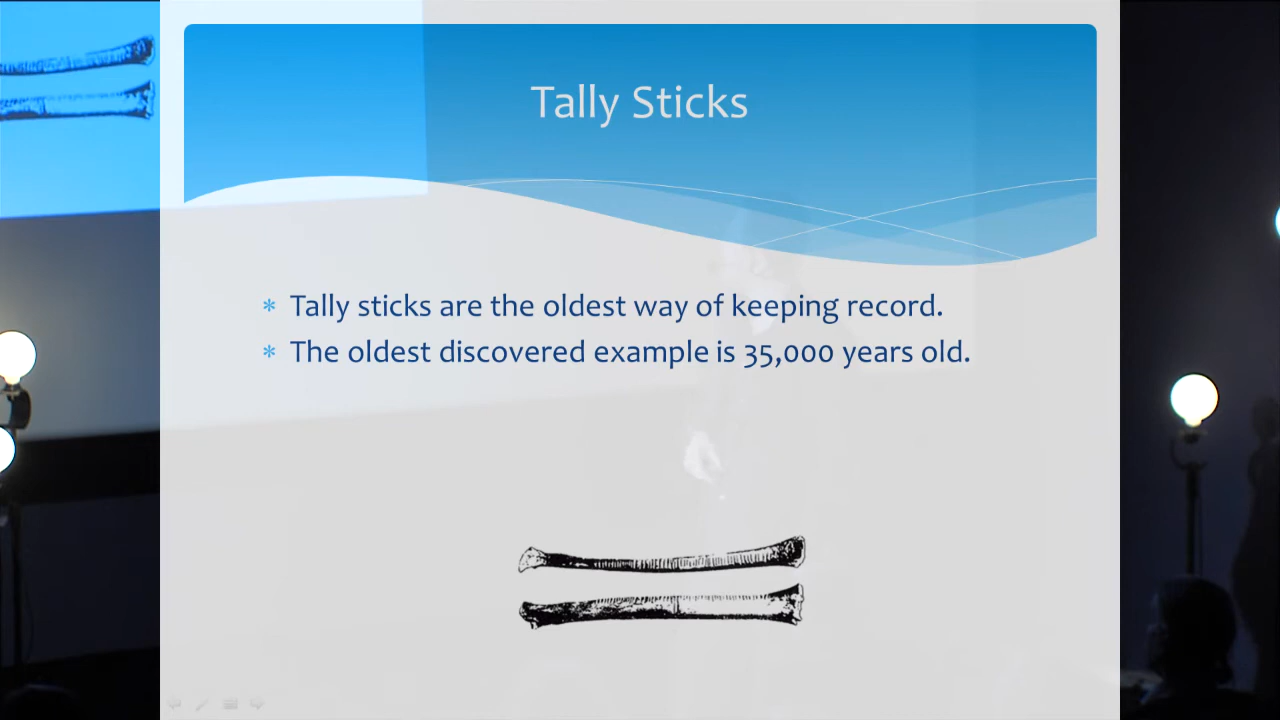 Tally Sticks
* Tally sticks are the oldest way of keeping record.
* The oldest discovered example is 35,000 years old.